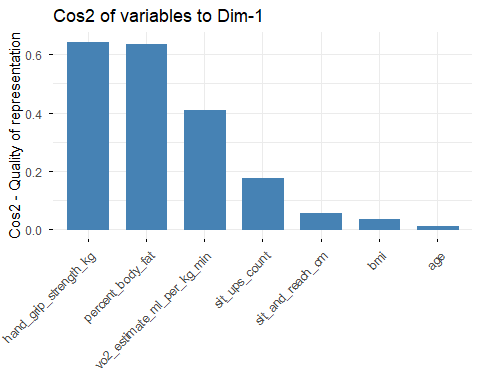 Cos2 of variables to Dim-1
Cos2 - Quality of representation
0.6
0.4
0.2
0.0
hand_grip_strength_kg
percent_body_fat
vo2_estimate_ml_per_kg_min
sit_ups_count
sit_and_reach_cm
bmi
age